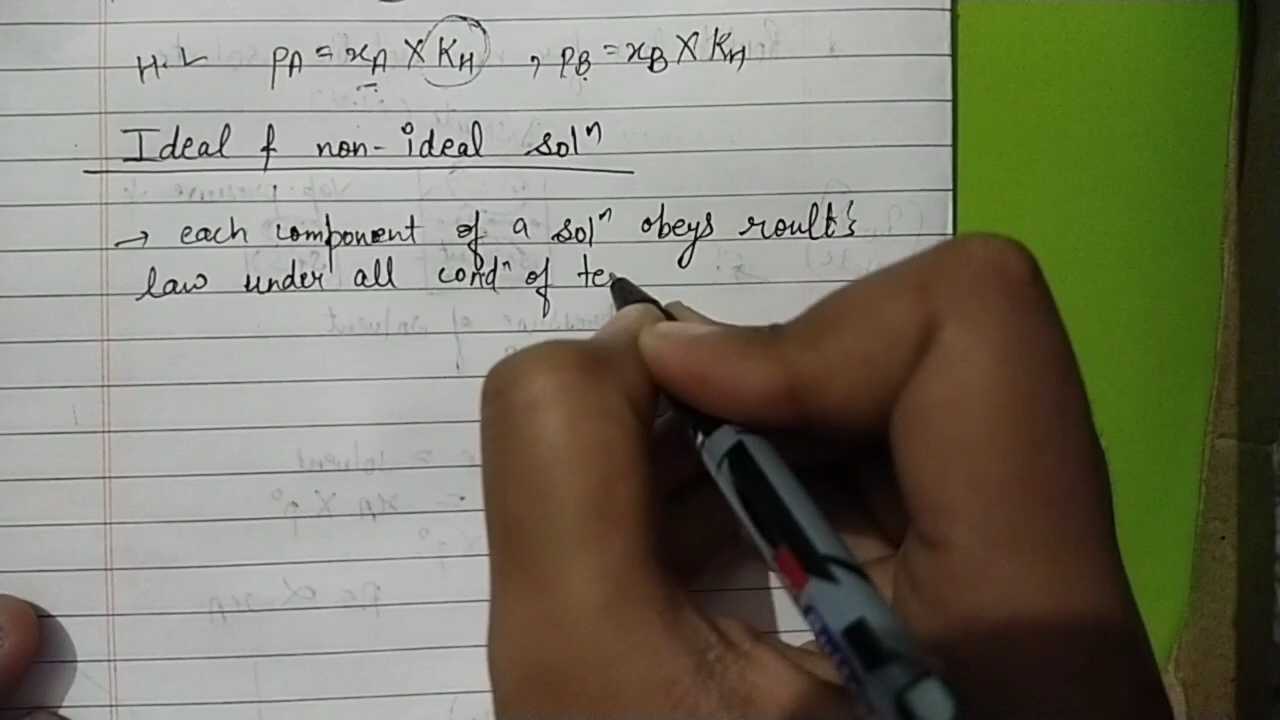 H.L PA = xA X KH , PB = xB X KH
Ideal & non-ideal solⁿ
→ each component of a solⁿ obeys roult's
law under all condⁿ of te